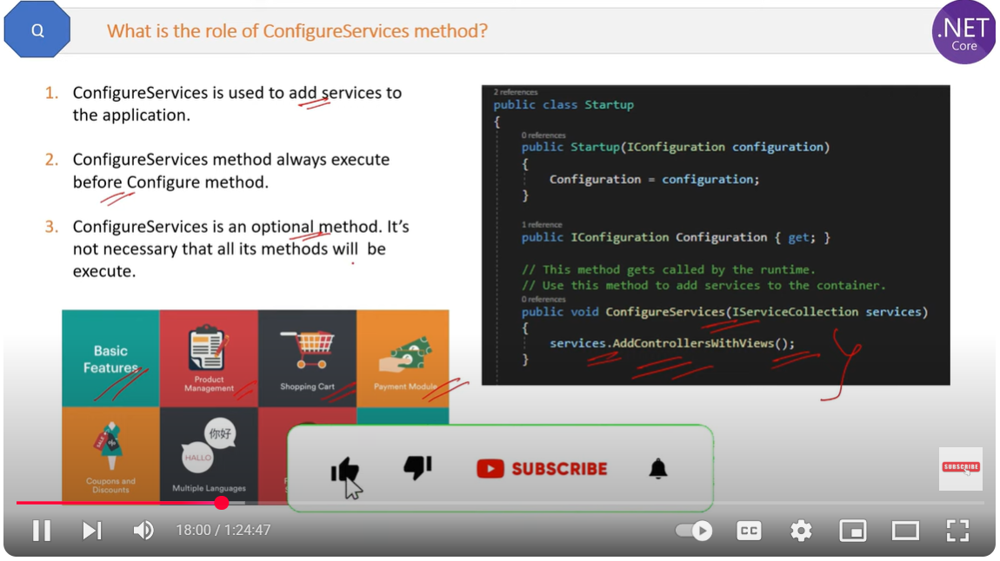 Q
What is the role of ConfigureServices method?
.NET
Core
1. ConfigureServices is used to add services to
the application.
2. ConfigureServices method always execute
before Configure method.
3. ConfigureServices is an optional method. It's
not necessary that all its methods will be
execute.
2 references
public class Startup
{
0 references
public Startup(IConfiguration configuration)
{
Configuration = configuration;
}
1 reference
public IConfiguration Configuration { get; }
// This method gets called by the runtime.
// Use this method to add services to the container.
0 references
public void ConfigureServices(IServiceCollection services)
{
services.AddControllersWithViews();
}
Basic
Features
Product
Management
Shopping Cart
Payment Module
SALE
你好
HALLO
Coupons and
Discounts
Multiple Languages
SUBSCRIBE
SUBSCRIBE
18:00 / 1:24:47
CC